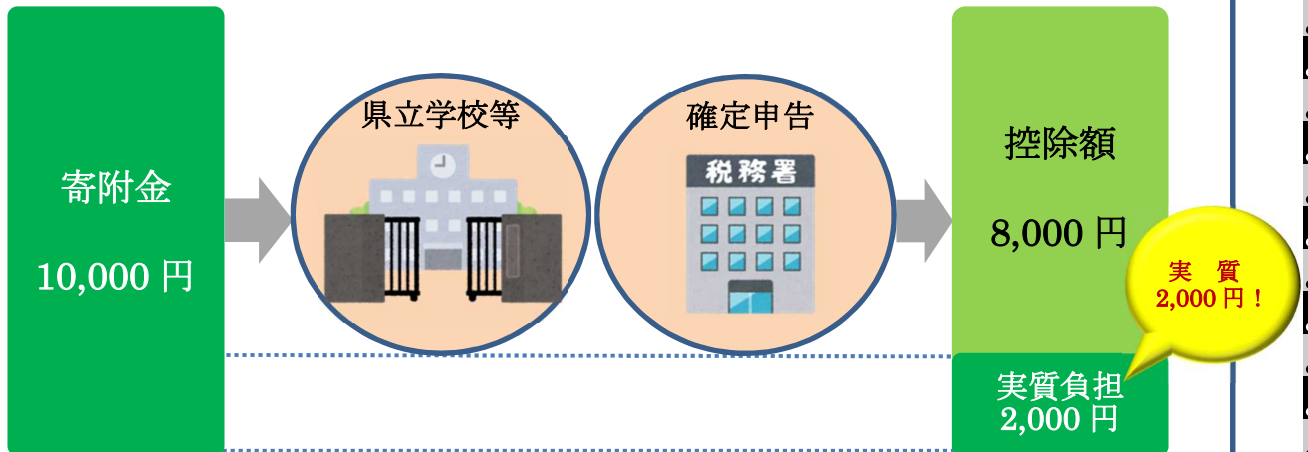 寄附金
10,000 円
県立学校等
確定申告
税務署
控除額
8,000 円
実 質
2,000 円！
実質負担
2,000 円